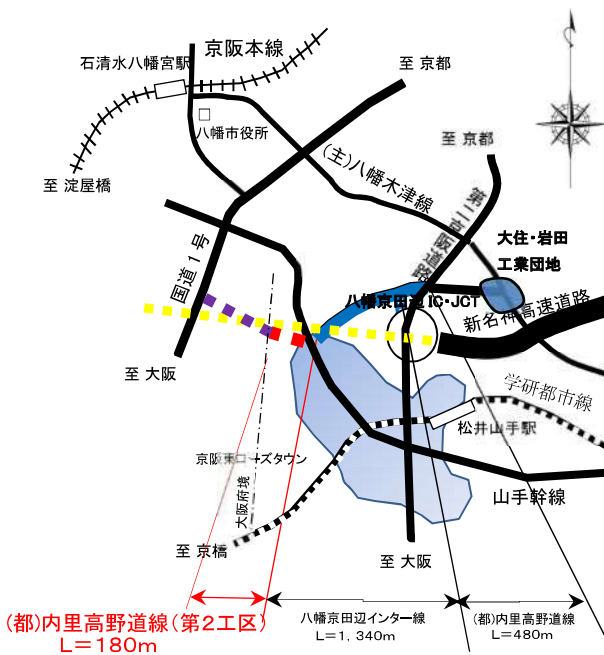 京阪本線
石清水八幡宮駅
至 京都
八幡市役所
至 京都
(主)八幡木津線
至 淀屋橋
第二京阪道路
大住・岩田
工業団地
国道1号
八幡京田辺 IC・JCT
新名神高速道路
至 大阪
学研都市線
松井山手駅
京阪東ローズタウン
大阪府境
山手幹線
至 京橋
至 大阪
(都)内里高野道線(第2工区)
L=180m
八幡京田辺インター線
L=1,340m
(都)内里高野道線
L=480m